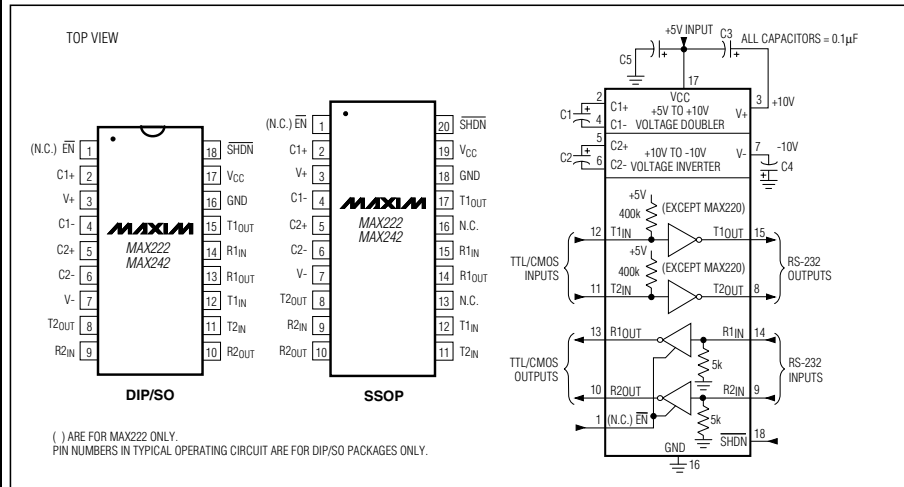 TOP VIEW
(N.C.) EN 1
C1+ 2
V+ 3
C1- 4
C2+ 5
C2- 6
V- 7
T2OUT 8
R2IN 9
18 SHDN
17 VCC
16 GND
15 T1OUT
14 R1IN
13 R1OUT
12 T1IN
11 T2IN
10 R2OUT
MAXIM
MAX222
MAX242
DIP/SO
(N.C.) EN 1
C1+ 2
V+ 3
C1- 4
C2+ 5
C2- 6
V- 7
T2OUT 8
R2IN 9
R2OUT 10
20 SHDN
19 VCC
18 GND
17 T1OUT
16 N.C.
15 R1IN
14 R1OUT
13 N.C.
12 T1IN
11 T2IN
MAXIM
MAX222
MAX242
SSOP
( ) ARE FOR MAX222 ONLY.
PIN NUMBERS IN TYPICAL OPERATING CIRCUIT ARE FOR DIP/SO PACKAGES ONLY.
+5V INPUT
C3
ALL CAPACITORS = 0.1µF
C5
17
VCC
2 C1+
C1
4 C1-
+5V TO +10V
VOLTAGE DOUBLER
3 +10V
V+
5 C2+
C2
6 C2-
+10V TO -10V
VOLTAGE INVERTER
V- 7 -10V
C4
+5V
400k
(EXCEPT MAX220)
12 T1IN
T1OUT 15
+5V
400k
(EXCEPT MAX220)
11 T2IN
T2OUT 8
TTL/CMOS
INPUTS
RS-232
OUTPUTS
13 R1OUT
R1IN 14
5k
10 R2OUT
R2IN 9
5k
TTL/CMOS
OUTPUTS
RS-232
INPUTS
1 (N.C.) EN
SHDN 18
GND
16